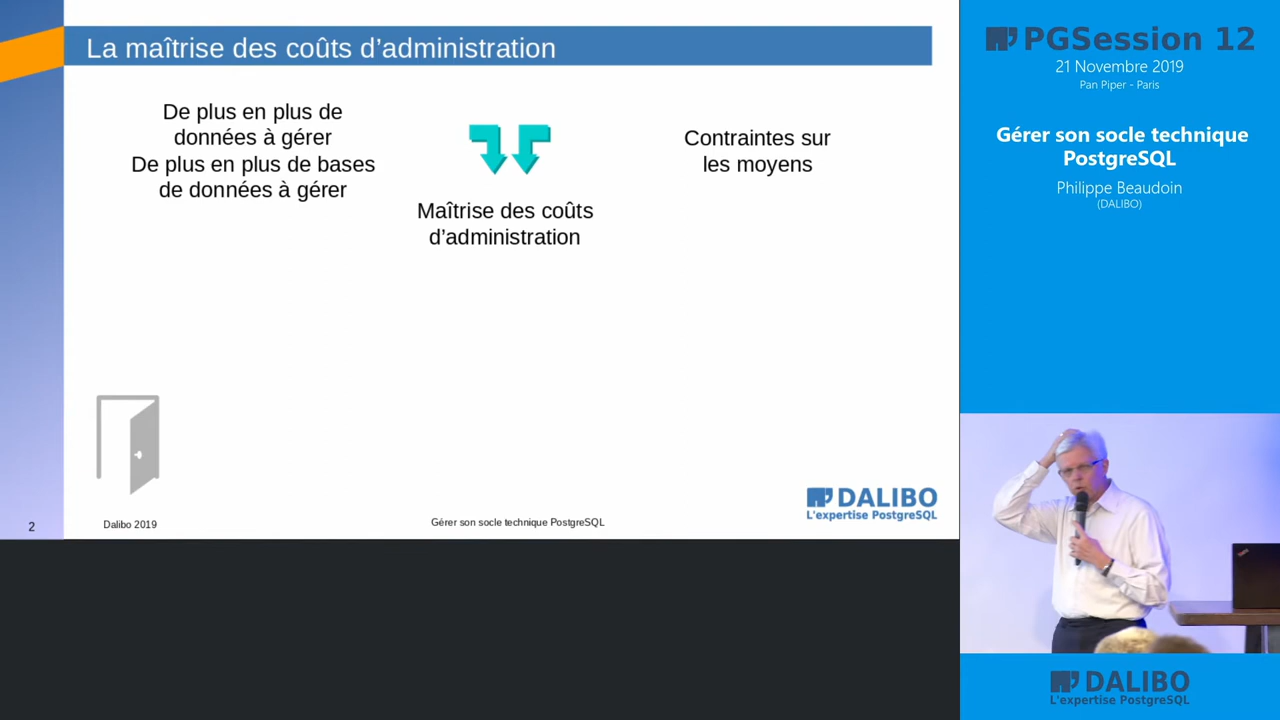 La maîtrise des coûts d’administration
De plus en plus de
données à gérer
De plus en plus de bases
de données à gérer
Contraintes sur
les moyens
Maîtrise des coûts
d’administration
DALIBO
L'expertise PostgreSQL
2
Dalibo 2019
Gérer son socle technique PostgreSQL
PGSession 12
21 Novembre 2019
Pan Piper - Paris
Gérer son socle technique
PostgreSQL
Philippe Beaudoin
(DALIBO)
DALIBO
L'expertise PostgreSQL